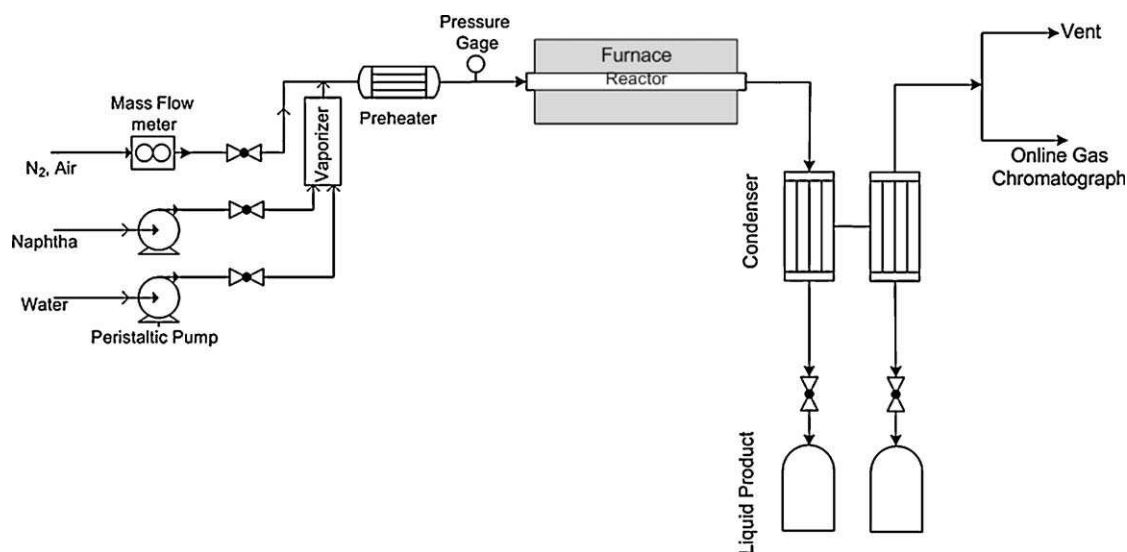 Pressure
Gage
Vent
Furnace
Reactor
Mass Flow
meter
Preheater
Vaporizer
N₂, Air
Online Gas
Chromatograph
Naphtha
Condenser
Water
Peristaltic Pump
Liquid Product